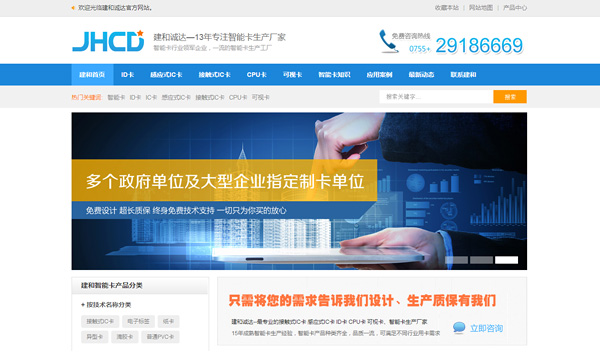 欢迎光临建和诚达官方网站。
收藏本站 | 网站地图 | 产品中心
JHCD
建和诚达—13年专注智能卡生产厂家
智能卡行业领军企业，一流的智能卡生产工厂
免费咨询热线
0755- 29186669
建和首页 ID卡 感应式IC卡 接触式IC卡 CPU卡 可视卡 智能卡知识 应用案例 最新动态 联系建和
热门关键词： 智能卡 ID卡 IC卡 感应式IC卡 接触式IC卡 CPU卡 可视卡
搜索关键字...
搜索
多个政府单位及大型企业指定制卡单位
免费设计 超长质保 终身免费技术支持 一切只为你买的放心
建和智能卡产品分类
+ 按技术名称分类
接触式IC卡 电子标签 纸卡
异型卡 滴胶卡 普通PVC卡
只需将您的需求告诉我们设计、生产质保有我们
建和诚达--最专业的接触式IC卡 感应式IC卡 ID卡 CPU卡 可视卡、智能卡生产厂家
15年成熟智能卡生产经验，智能卡产品种类齐全，品质一流，可满足不同行业用卡需求
立即咨询